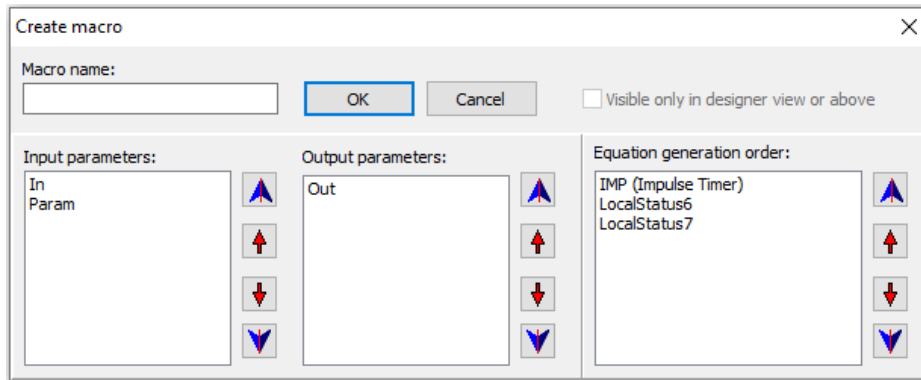 Create macro
Macro name:
OK
Cancel
Visible only in designer view or above
Input parameters:
In
Param
Output parameters:
Out
Equation generation order:
IMP (Impulse Timer)
LocalStatus6
LocalStatus7